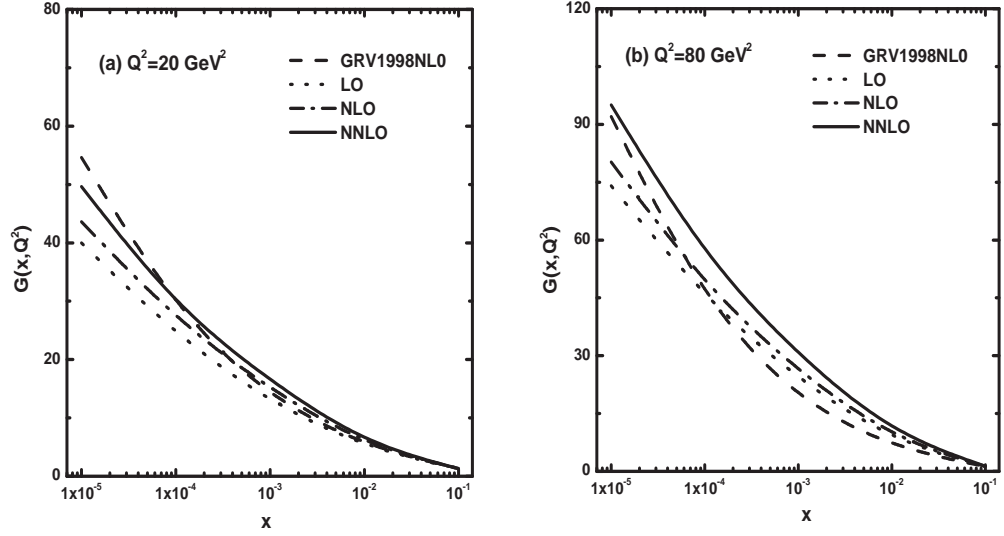 80
60
40
20
0
G(x,Q²)
(a) Q²=20 GeV²
GRV1998NL0
LO
NLO
NNLO
1x10⁻⁵
1x10⁻⁴
10⁻³
10⁻²
10⁻¹
x
120
90
60
30
0
G(x,Q²)
(b) Q²=80 GeV²
GRV1998NL0
LO
NLO
NNLO
1x10⁻⁵
1x10⁻⁴
10⁻³
10⁻²
10⁻¹
x